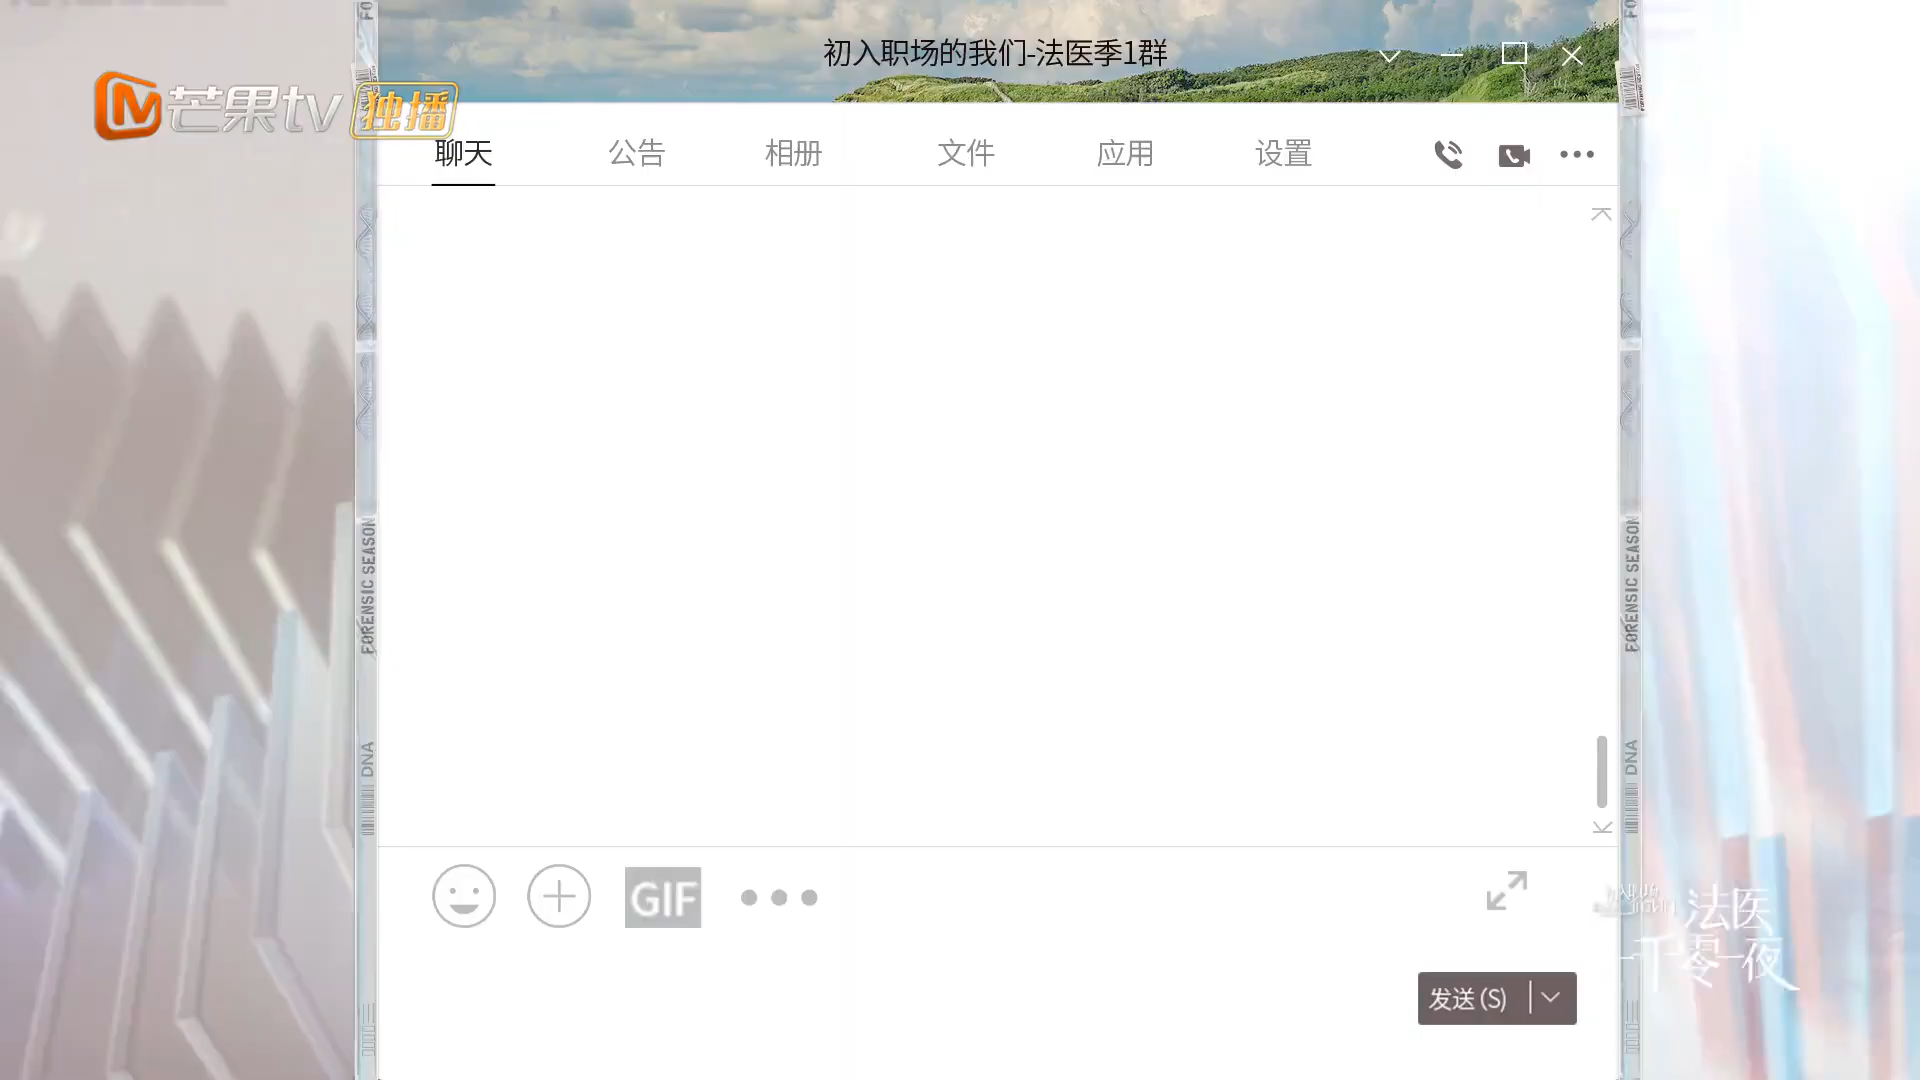 初入职场的我们-法医季1群
芒果tv 独播
聊天 公告 相册 文件 应用 设置
FORENSIC SEASON
FORENSIC SEASON
DNA
DNA
GIF
法医
一千零一夜
发送(S)